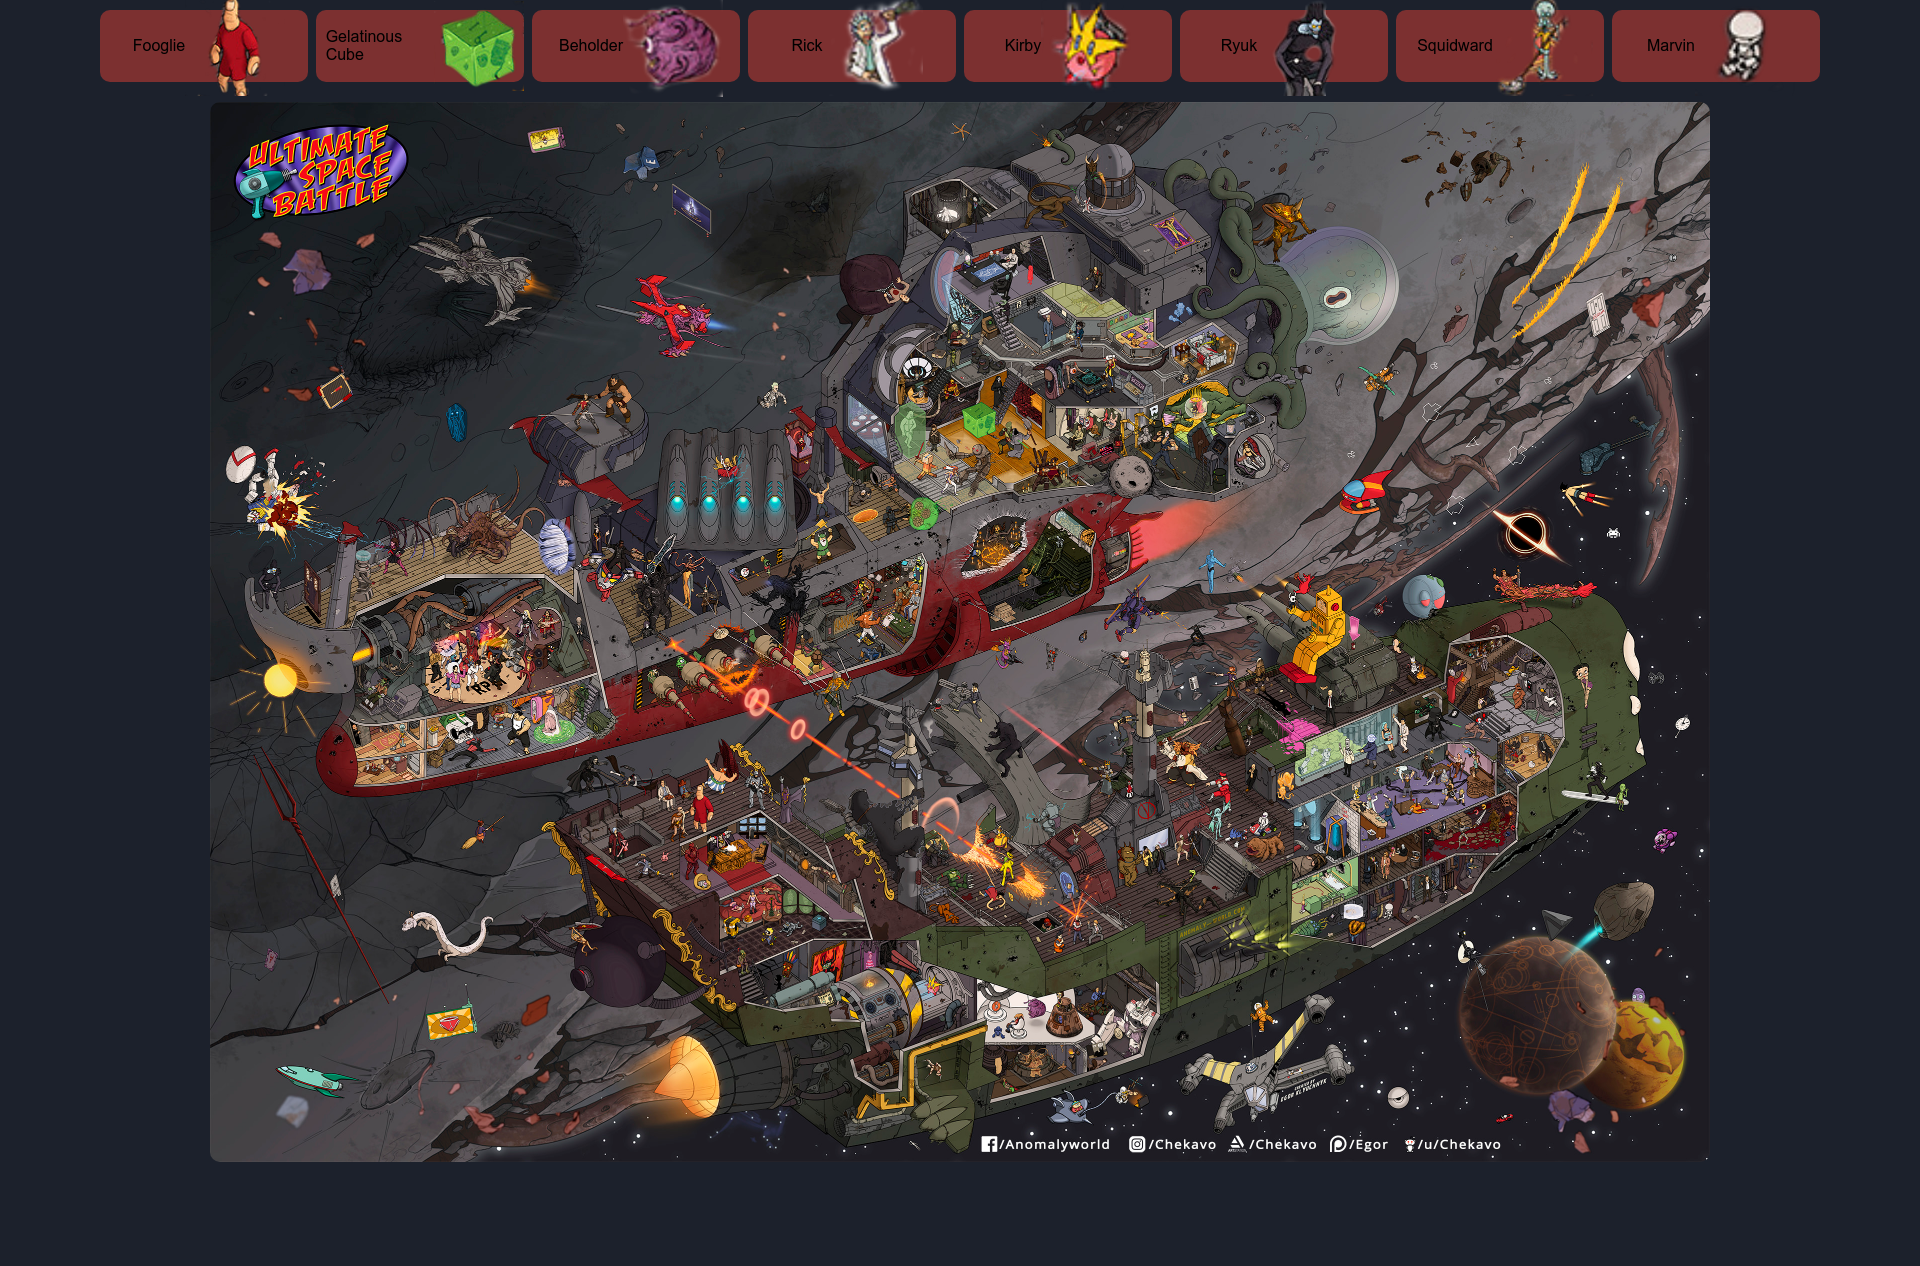 Fooglie
Gelatinous
Cube
Beholder
Rick
Kirby
Ryuk
Squidward
Marvin
ULTIMATE
SPACE
BATTLE
/Anomalyworld
/Chekavo
/Chekavo
/Egor
/u/Chekavo